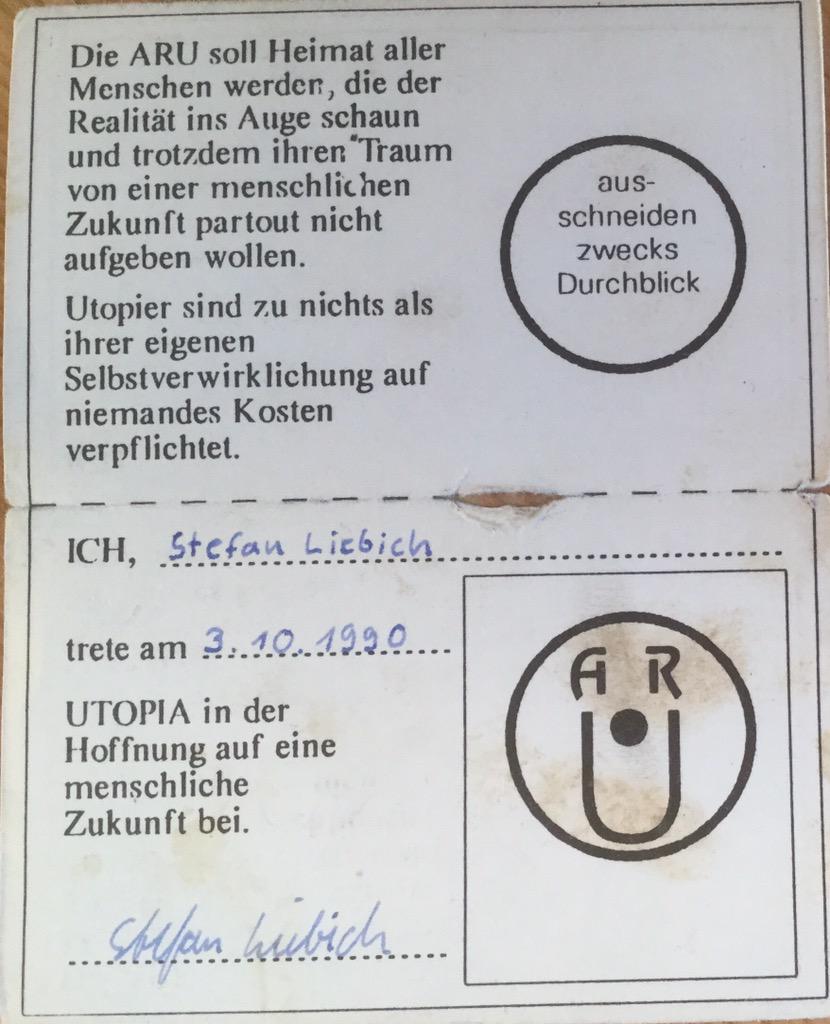 Die ARU soll Heimat aller
Menschen werden, die der
Realität ins Auge schaun
und trotzdem ihren Traum
von einer menschlichen
Zukunft partout nicht
aufgeben wollen.
Utopier sind zu nichts als
ihrer eigenen
Selbstverwirklichung auf
niemandes Kosten
verpflichtet.
aus-
schneiden
zwecks
Durchblick
ICH, Stefan Liebich
trete am 3.10.1990
UTOPIA in der
Hoffnung auf eine
menschliche
Zukunft bei.
A R
U
Stefan Liebich